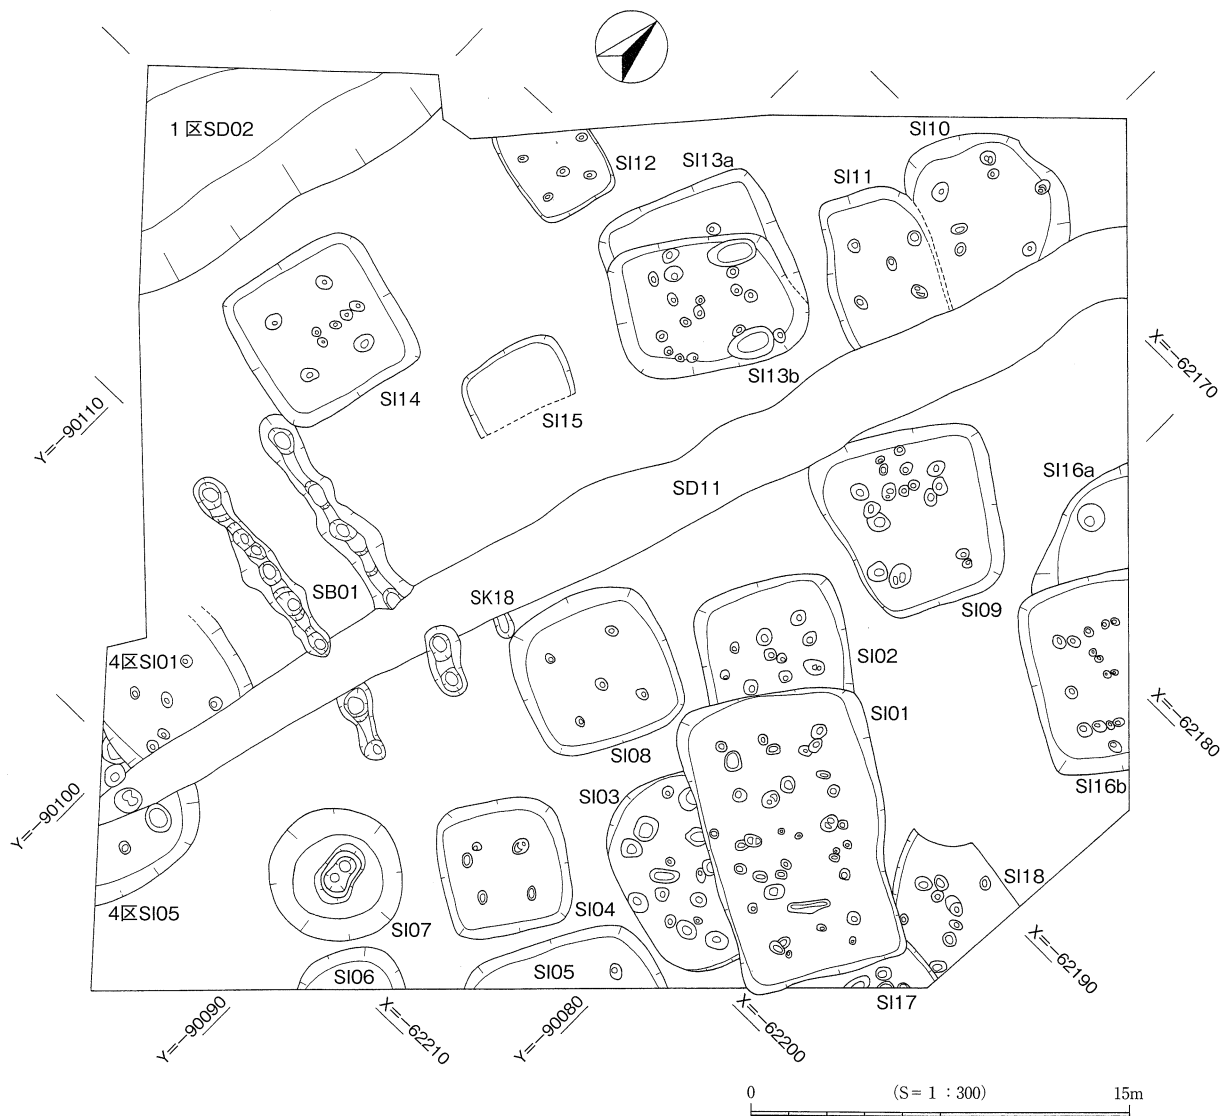 1区SD02
SI12
SI13a
SI11
SI10
SI14
SI15
SI13b
X=-62170
Y=-90110
SD11
SI16a
SB01
SK18
SI09
4区SI01
SI02
SI08
SI01
X=-62180
SI16b
SI03
Y=-90100
4区SI05
SI07
SI04
SI18
SI06
SI05
SI17
X=-62190
Y=-90090
X=-62210
Y=-90080
X=-62200
0 (S=1:300) 15m